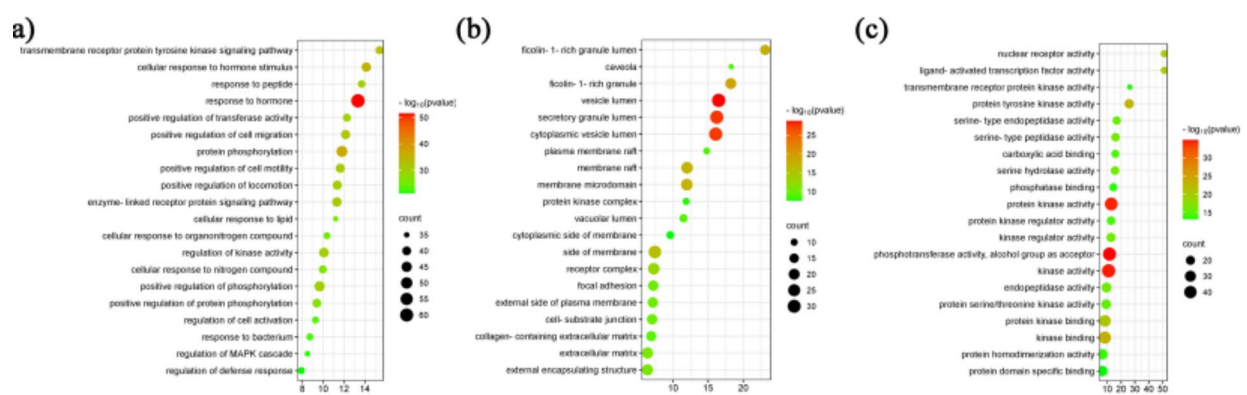 a)
transmembrane receptor protein tyrosine kinase signaling pathway
cellular response to hormone stimulus
response to peptide
response to hormone
positive regulation of transferase activity
positive regulation of cell migration
protein phosphorylation
positive regulation of cell motility
positive regulation of locomotion
enzyme- linked receptor protein signaling pathway
cellular response to lipid
cellular response to organonitrogen compound
regulation of kinase activity
cellular response to nitrogen compound
positive regulation of phosphorylation
positive regulation of protein phosphorylation
regulation of cell activation
response to bacterium
regulation of MAPK cascade
regulation of defense response
8 10 12 14
- log10(pvalue)
50
40
30
count
35
40
45
50
55
60
(b)
ficolin- 1- rich granule lumen
caveola
ficolin- 1- rich granule
vesicle lumen
secretory granule lumen
cytoplasmic vesicle lumen
plasma membrane raft
membrane raft
membrane microdomain
protein kinase complex
vacuolar lumen
cytoplasmic side of membrane
side of membrane
receptor complex
focal adhesion
external side of plasma membrane
cell- substrate junction
collagen- containing extracellular matrix
extracellular matrix
external encapsulating structure
10 15 20
- log10(pvalue)
25
20
15
10
count
10
15
20
25
30
(c)
nuclear receptor activity
ligand- activated transcription factor activity
transmembrane receptor protein kinase activity
protein tyrosine kinase activity
serine- type endopeptidase activity
serine- type peptidase activity
carboxylic acid binding
serine hydrolase activity
phosphatase binding
protein kinase activity
protein kinase regulator activity
kinase regulator activity
phosphotransferase activity, alcohol group as acceptor
kinase activity
endopeptidase activity
protein serine/threonine kinase activity
protein kinase binding
kinase binding
protein homodimerization activity
protein domain specific binding
10 20 30 40 50
- log10(pvalue)
30
25
20
15
count
20
30
40